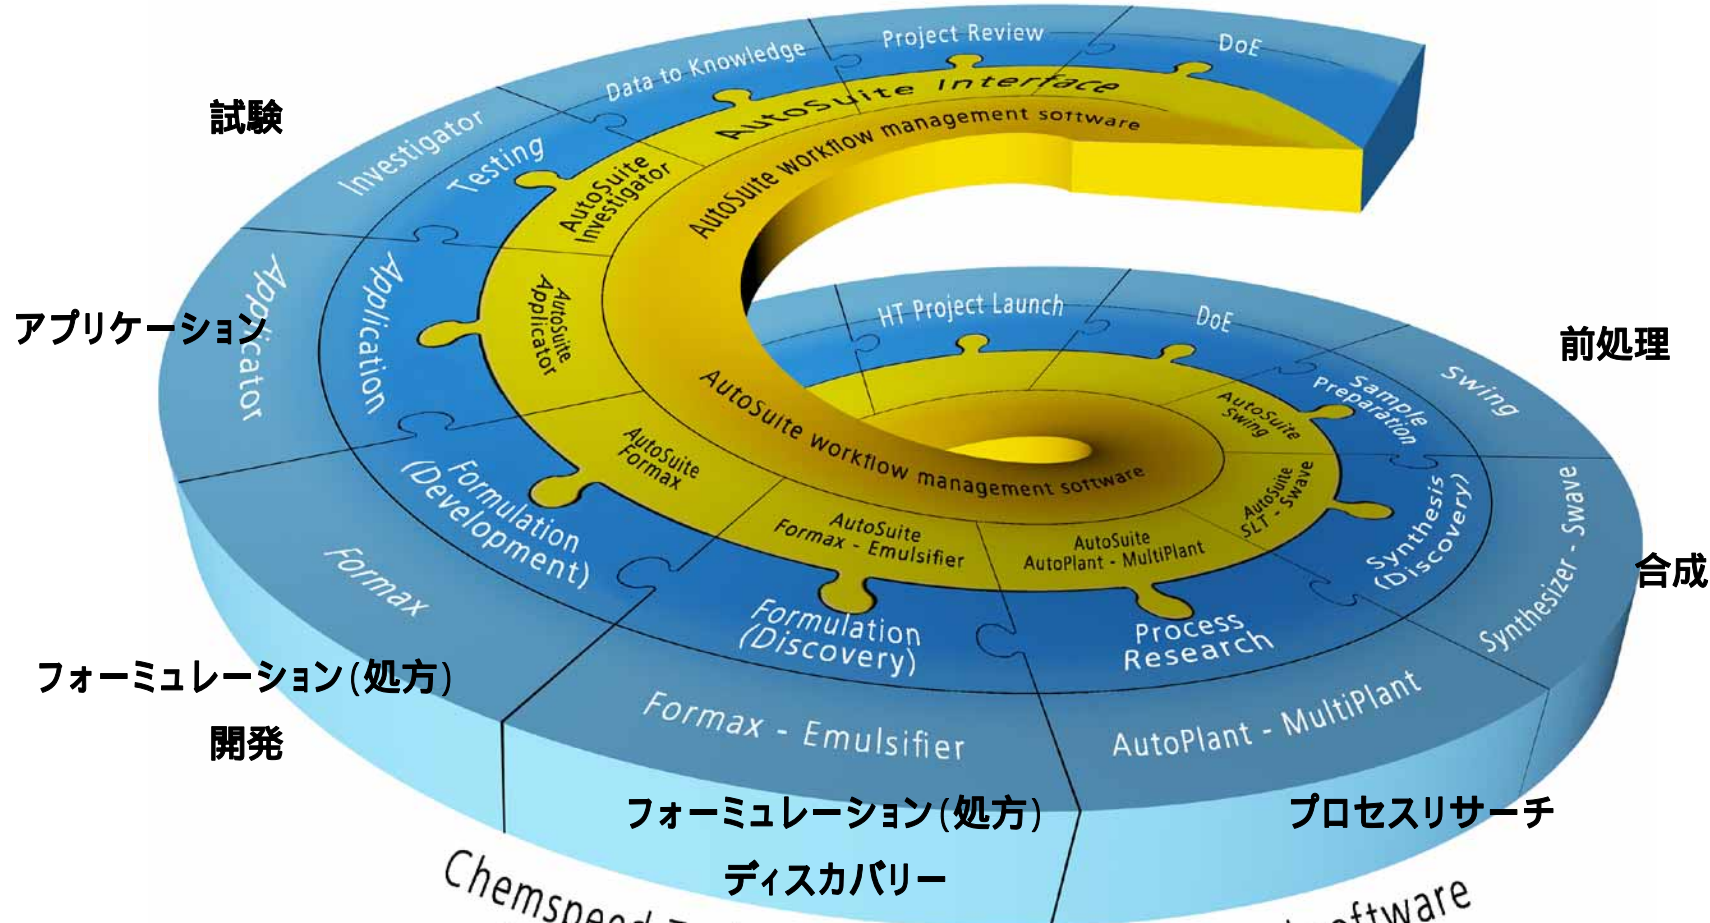 Data to Knowledge
Project Review
DoE
AutoSuite Interface
AutoSuite workflow management software
試験
Investigator
Testing
AutoSuite
Investigator
アプリケーション
Applicator
Application
AutoSuite
Applicator
HT Project Launch
DoE
前処理
Swing
Sample
Preparation
AutoSuite
Swing
合成
Synthesizer - Swave
Synthesis
(Discovery)
AutoSuite
SLT - Swave
AutoSuite workflow management software
AutoSuite
Formax
AutoSuite
Formax - Emulsifier
AutoSuite
AutoPlant - MultiPlant
Formulation
(Development)
Formax
フォーミュレーション(処方)
開発
Formulation
(Discovery)
Formax - Emulsifier
フォーミュレーション(処方)
ディスカバリー
Process
Research
AutoPlant - MultiPlant
プロセスリサーチ
Chemspeed
software